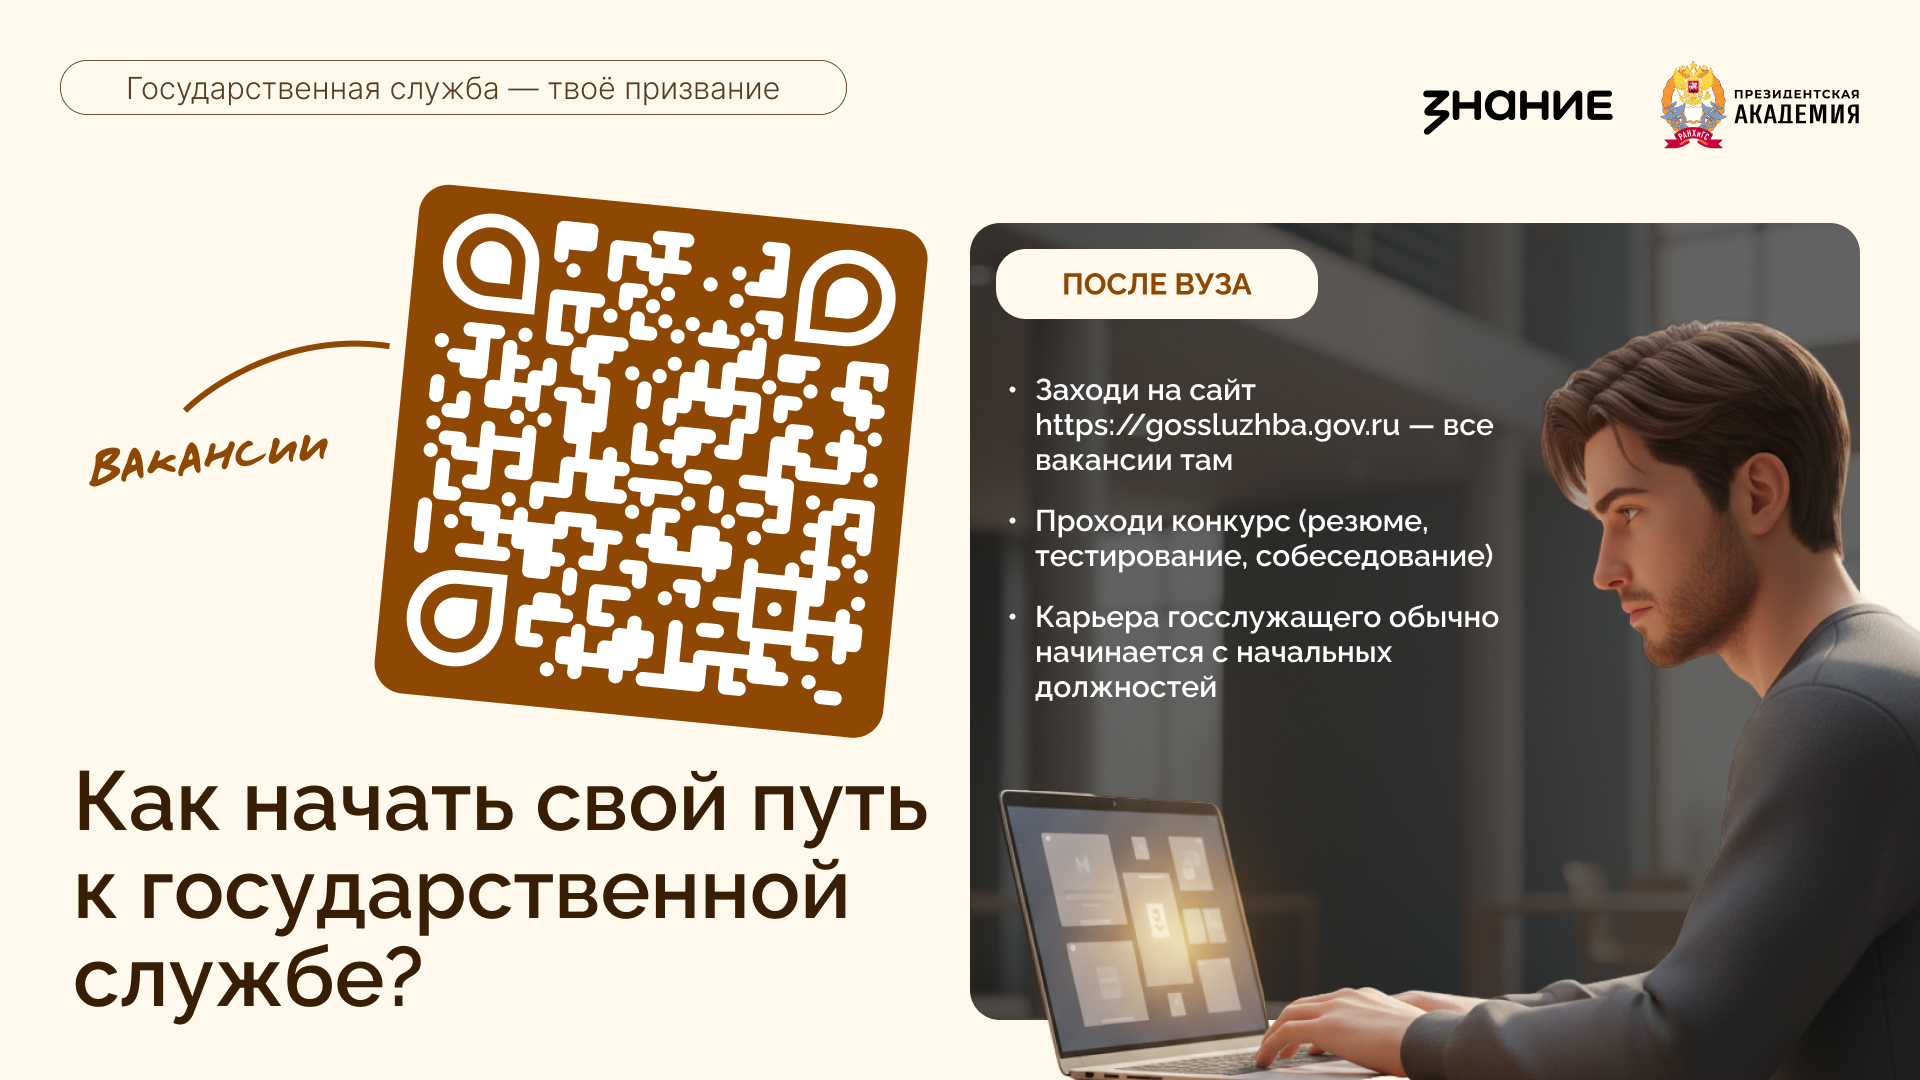 Государственная служба — твоё призвание
ЗНАНИЕ
ПРЕЗИДЕНТСКАЯ
АКАДЕМИЯ
РАНХиГС
ВАКАНСИИ
ПОСЛЕ ВУЗА
• Заходи на сайт
https://gossluzhba.gov.ru — все
вакансии там
• Проходи конкурс (резюме,
тестирование, собеседование)
• Карьера госслужащего обычно
начинается с начальных
должностей
Как начать свой путь
к государственной
службе?